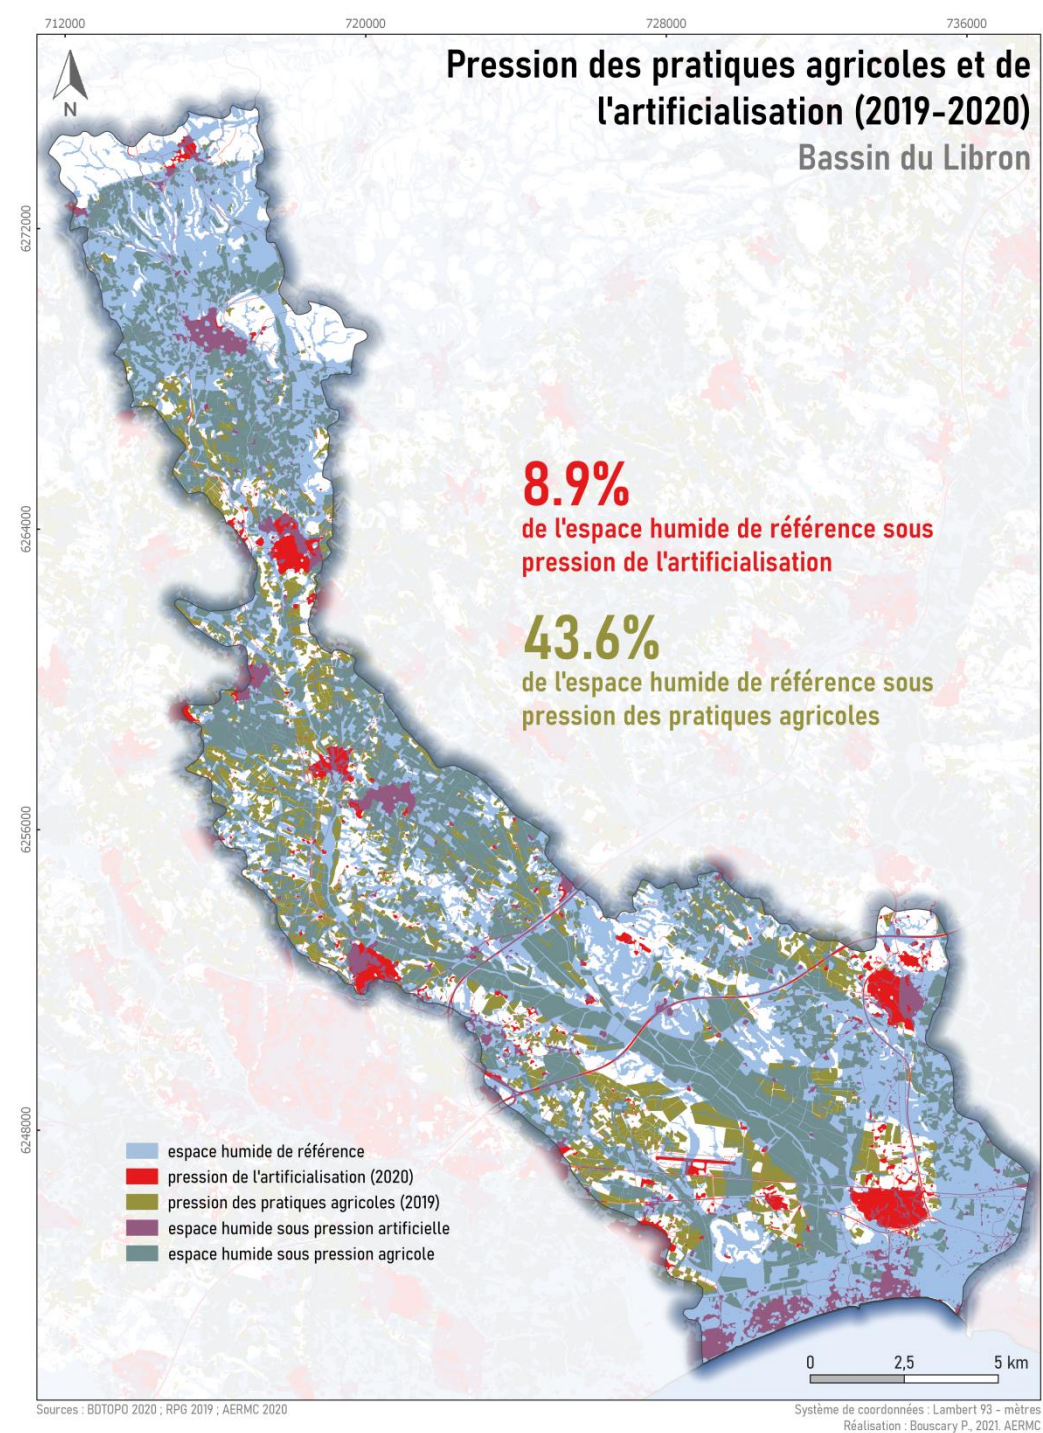 712000
720000
728000
736000
Pression des pratiques agricoles et de
l'artificialisation (2019-2020)
Bassin du Libron
N
6272000
6264000
6256000
6248000
8.9%
de l'espace humide de référence sous
pression de l'artificialisation
43.6%
de l'espace humide de référence sous
pression des pratiques agricoles
espace humide de référence
pression de l'artificialisation (2020)
pression des pratiques agricoles (2019)
espace humide sous pression artificielle
espace humide sous pression agricole
0 2,5 5 km
Sources : BDTOPO 2020 ; RPG 2019 ; AERMC 2020
Système de coordonnées : Lambert 93 - mètres
Réalisation : Bouscary P., 2021. AERMC